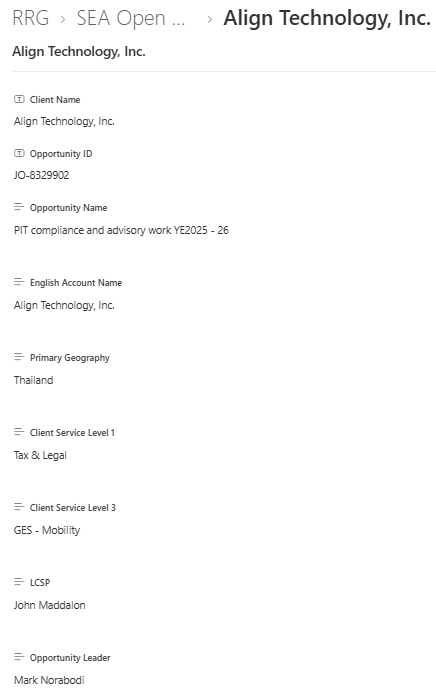 RRG › SEA Open ... › Align Technology, Inc.
Align Technology, Inc.
Client Name
Align Technology, Inc.
Opportunity ID
JO-8329902
Opportunity Name
PIT compliance and advisory work YE2025 - 26
English Account Name
Align Technology, Inc.
Primary Geography
Thailand
Client Service Level 1
Tax & Legal
Client Service Level 3
GES - Mobility
LCSP
John Maddalon
Opportunity Leader
Mark Norabodi